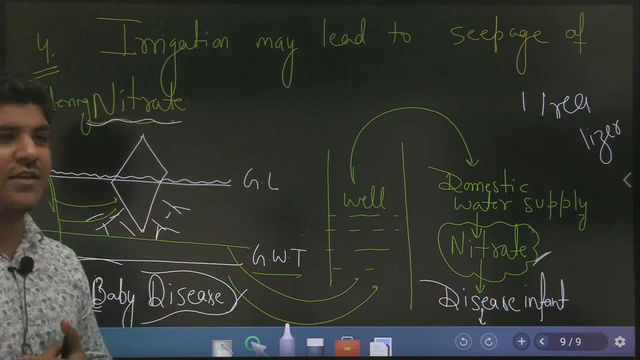 4. Irrigation may lead to seepage of
Nitrate
Urea
lizer
G.L
well
Domestic
water supply
Nitrate
G.W.T
Baby Disease
Disease infant
9/9